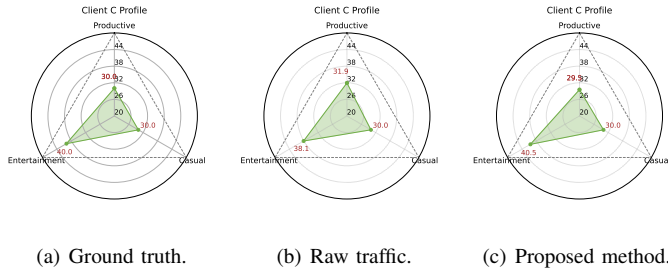 Client C Profile
Productive
44
38
32
30.0
26
20
30.0
40.0
Entertainment
Casual
Client C Profile
Productive
44
38
32
31.9
26
20
30.0
38.1
Entertainment
Casual
Client C Profile
Productive
44
38
32
29.5
26
20
30.0
40.5
Entertainment
Casual
(a) Ground truth.
(b) Raw traffic.
(c) Proposed method.